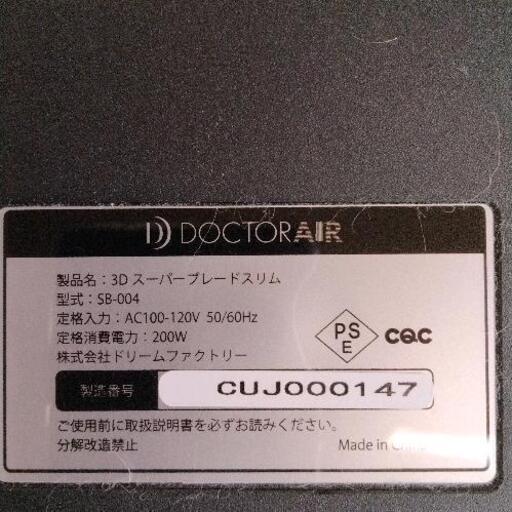 DOCTORAIR
製品名：3Dスーパーブレードスリム
型式：SB-004
定格入力：AC100-120V 50/60Hz
定格消費電力：200W
株式会社ドリームファクトリー
PS
E
CQC
製造番号 CUJ000147
ご使用前に取扱説明書を必ずお読みください。
分解改造禁止
Made in China